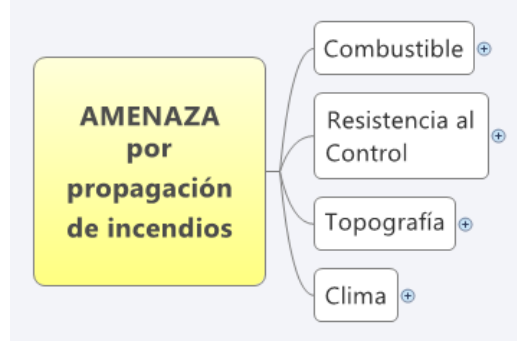 AMENAZA
por
propagación
de incendios
Combustible
Resistencia al
Control
Topografía
Clima